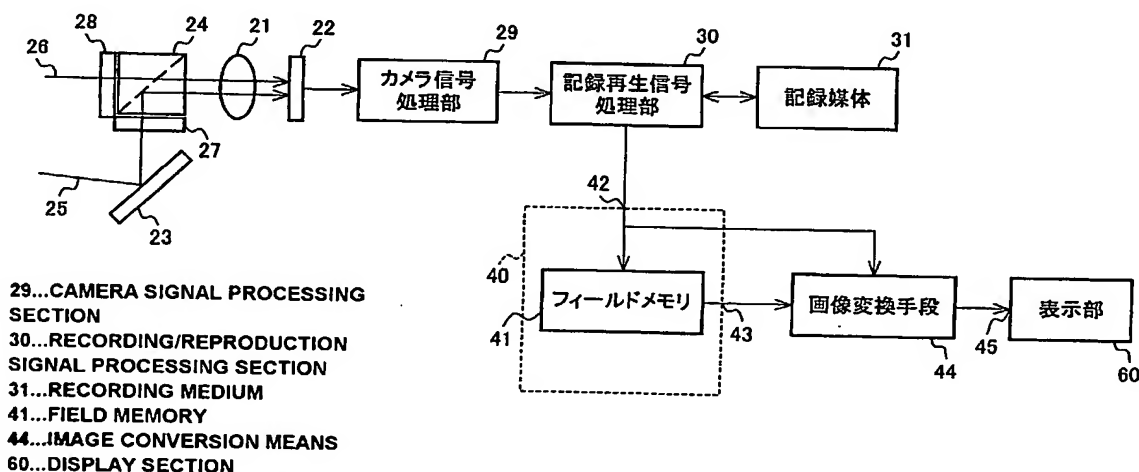 28 24 21 22 29 30 31
26
カメラ信号
処理部
記録再生信号
処理部
記録媒体
27
25
23
42
40
フィールドメモリ
画像変換手段
表示部
41 43 44 45 60
29...CAMERA SIGNAL PROCESSING
SECTION
30...RECORDING/REPRODUCTION
SIGNAL PROCESSING SECTION
31...RECORDING MEDIUM
41...FIELD MEMORY
44...IMAGE CONVERSION MEANS
60...DISPLAY SECTION